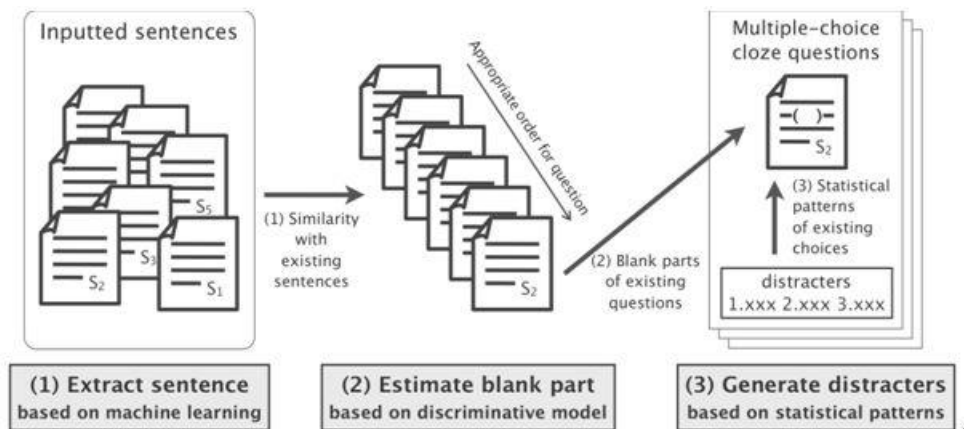 Inputted sentences
S5
S3
S2
S1
(1) Similarity
with
existing
sentences
Appropriate order for question
S2
(2) Blank parts
of existing
questions
Multiple-choice
cloze questions
( )
S2
(3) Statistical
patterns
of existing
choices
distracters
1.xxx 2.xxx 3.xxx
(1) Extract sentence
based on machine learning
(2) Estimate blank part
based on discriminative model
(3) Generate distracters
based on statistical patterns